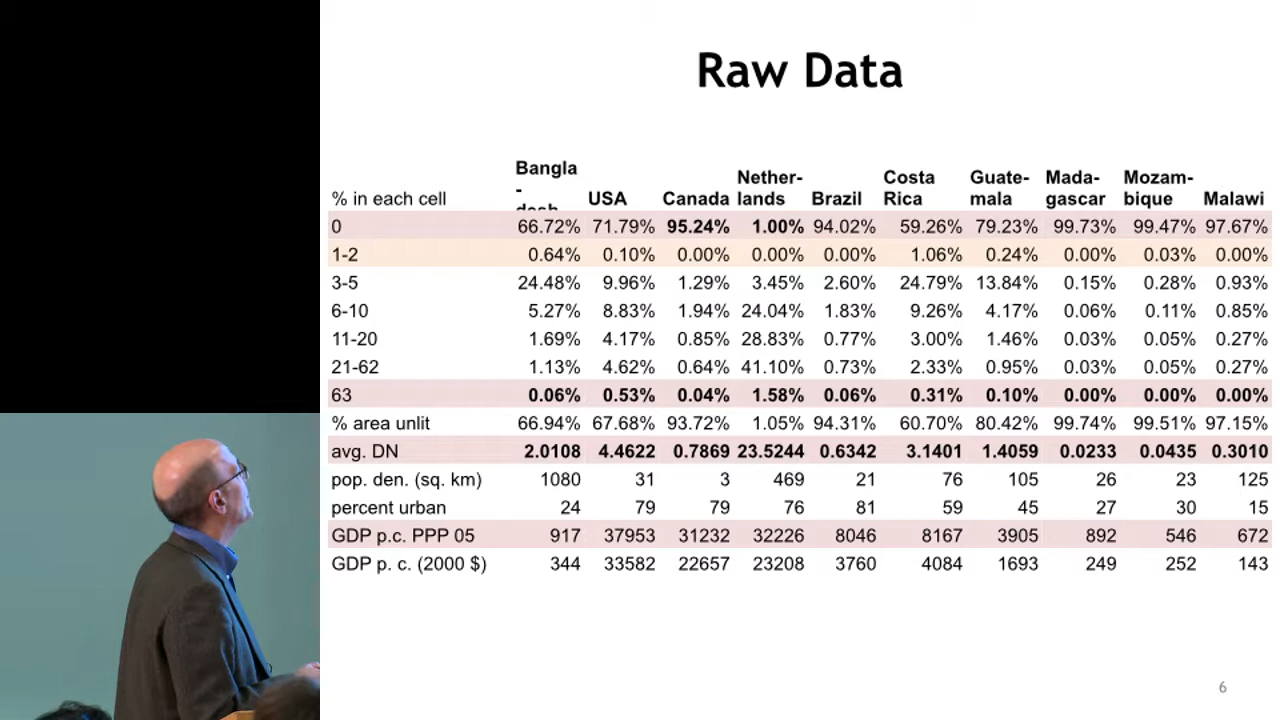 Raw Data
% in each cell Bangla-desh USA Canada Nether-lands Brazil Costa Rica Guate-mala Mada-gascar Mozam-bique Malawi
0 66.72% 71.79% 95.24% 1.00% 94.02% 59.26% 79.23% 99.73% 99.47% 97.67%
1-2 0.64% 0.10% 0.00% 0.00% 0.00% 1.06% 0.24% 0.00% 0.03% 0.00%
3-5 24.48% 9.96% 1.29% 3.45% 2.60% 24.79% 13.84% 0.15% 0.28% 0.93%
6-10 5.27% 8.83% 1.94% 24.04% 1.83% 9.26% 4.17% 0.06% 0.11% 0.85%
11-20 1.69% 4.17% 0.85% 28.83% 0.77% 3.00% 1.46% 0.03% 0.05% 0.27%
21-62 1.13% 4.62% 0.64% 41.10% 0.73% 2.33% 0.95% 0.03% 0.05% 0.27%
63 0.06% 0.53% 0.04% 1.58% 0.06% 0.31% 0.10% 0.00% 0.00% 0.00%
% area unlit 66.94% 67.68% 93.72% 1.05% 94.31% 60.70% 80.42% 99.74% 99.51% 97.15%
avg. DN 2.0108 4.4622 0.7869 23.5244 0.6342 3.1401 1.4059 0.0233 0.0435 0.3010
pop. den. (sq. km) 1080 31 3 469 21 76 105 26 23 125
percent urban 24 79 79 76 81 59 45 27 30 15
GDP p.c. PPP 05 917 37953 31232 32226 8046 8167 3905 892 546 672
GDP p. c. (2000 $) 344 33582 22657 23208 3760 4084 1693 249 252 143
6